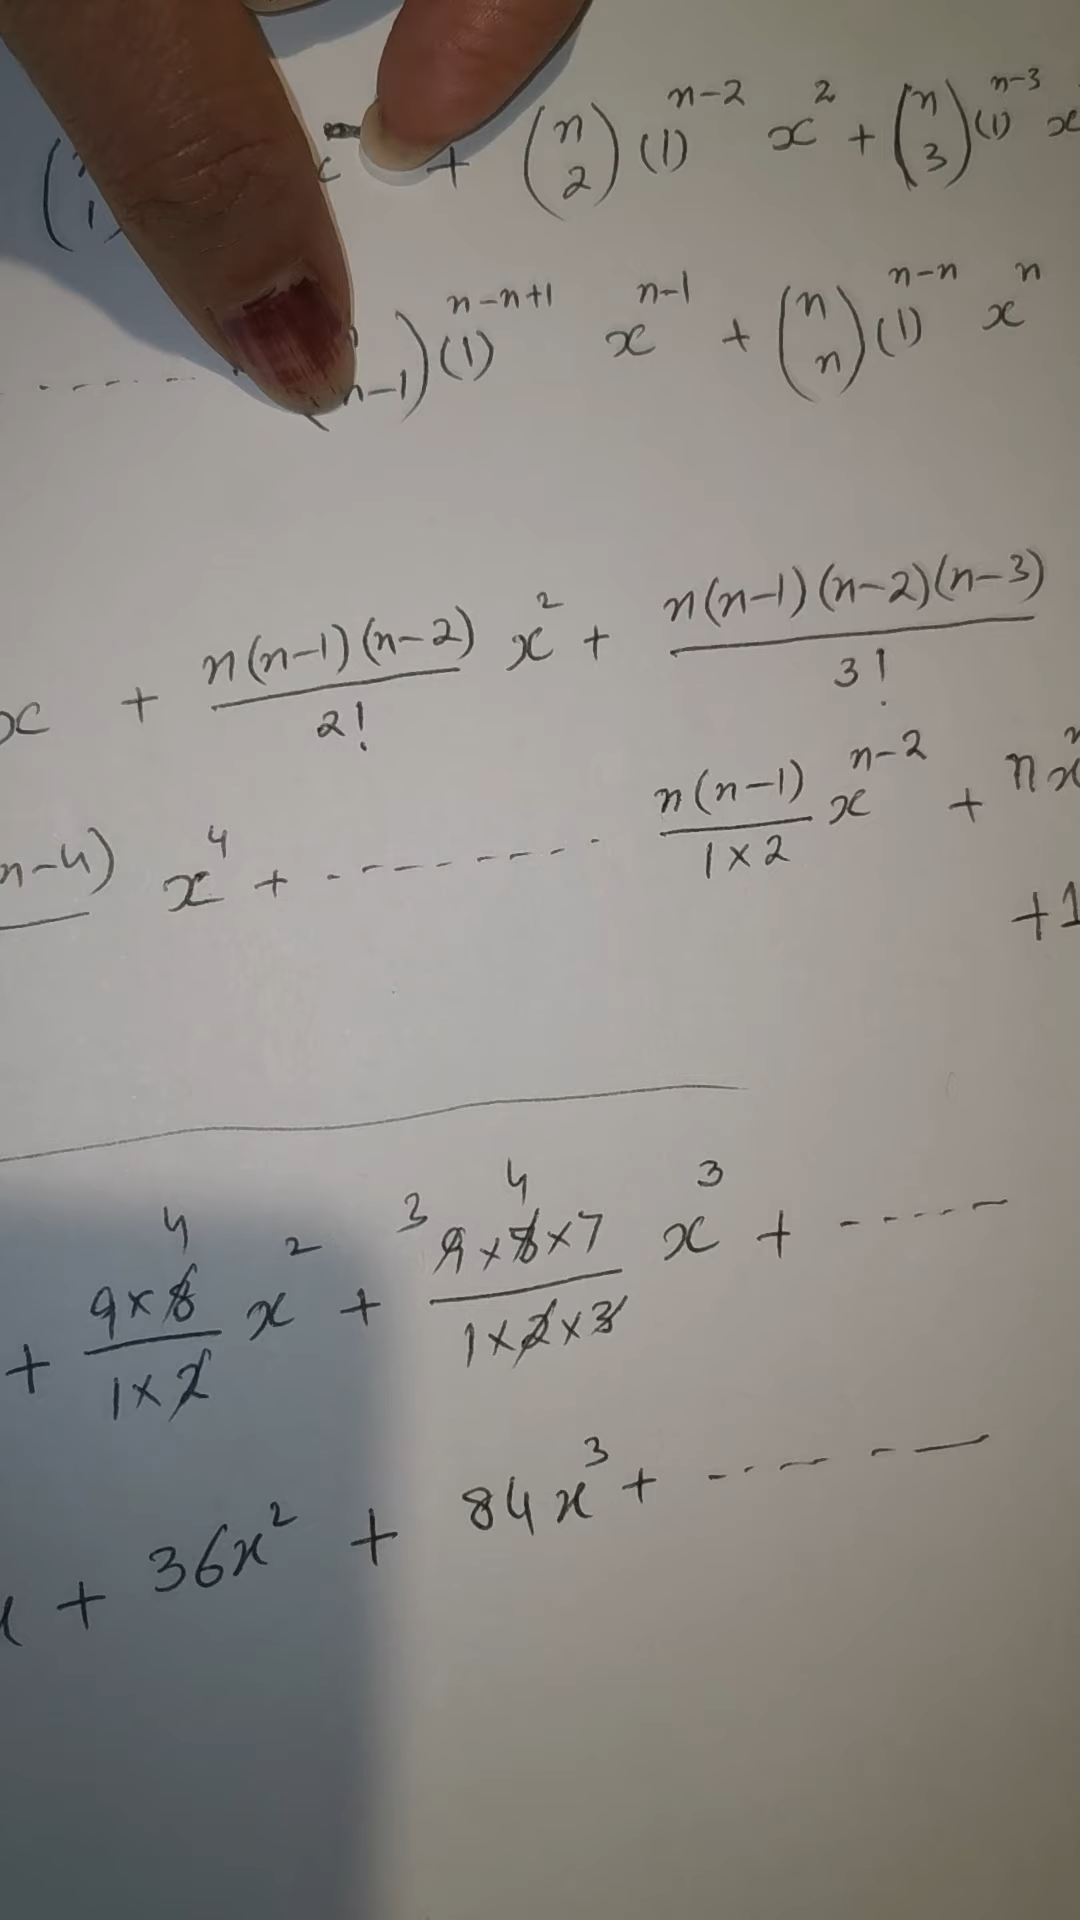 + (n 2) (1)^(n-2) x^2 + (n 3) (1)^(n-3) x
------- n-1) (1)^(n-n+1) x^(n-1) + (n n) (1)^(n-n) x^n
x + n(n-1)(n-2)/2! x^2 + n(n-1)(n-2)(n-3)/3!
n-4) x^4 + -------- n(n-1)/1×2 x^(n-2) + nx
+1
+ 9×8/1×2 x^2 + 9×8×7/1×2×3 x^3 + -----
+ 36x^2 + 84x^3 + -----